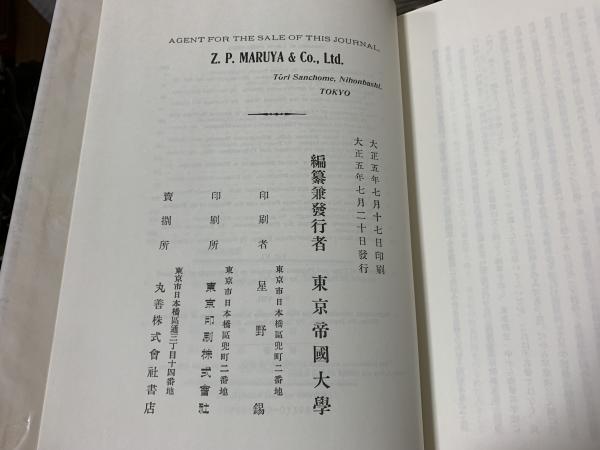 AGENT FOR THE SALE OF THIS JOURNAL.
Z. P. MARUYA & Co., Ltd.
Tōri Sanchome, Nihonbashi,
TOKYO
大正五年七月十七日印刷
大正五年七月二十日發行
編纂兼發行者 東京帝國大學
東京市日本橋區兜町二番地
印刷者 星野錫
東京市日本橋區兜町二番地
印刷所 東京印刷株式會社
東京市日本橋區通三丁目十四番地
賣捌所 丸善株式會社書店